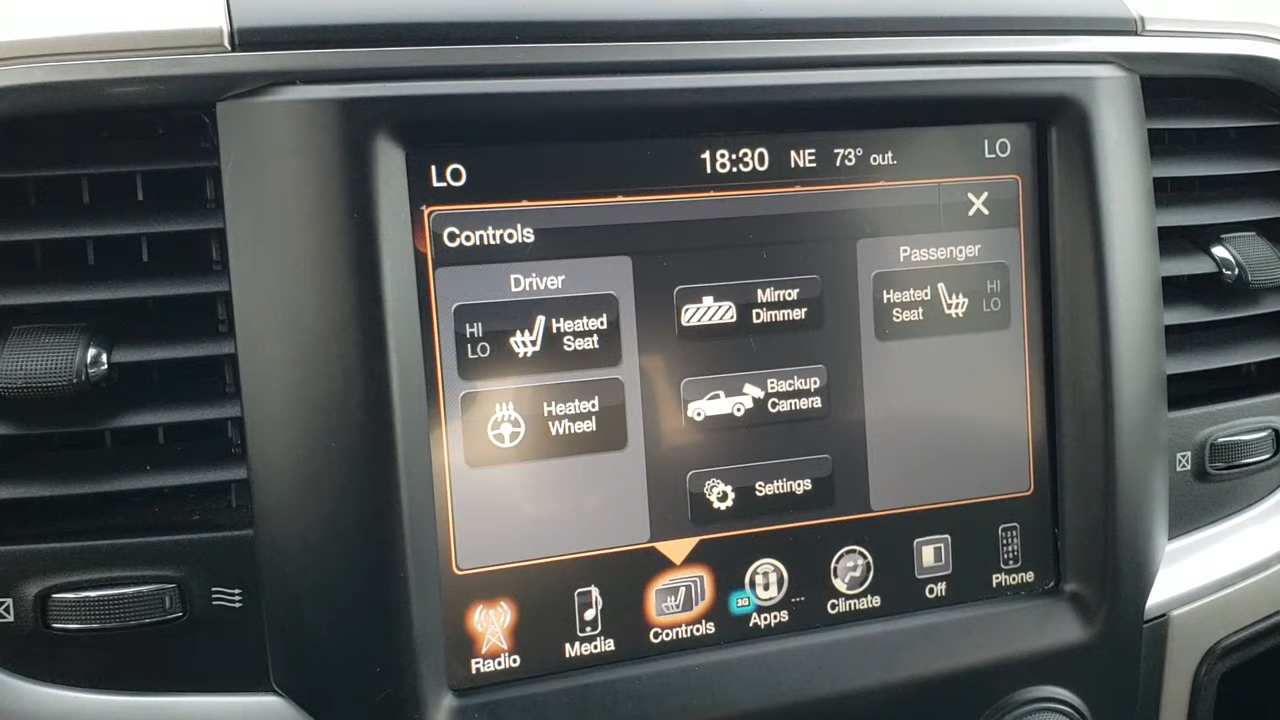 LO
18:30 NE 73° out.
LO
Controls
Driver
HI
LO
Heated
Seat
Heated
Wheel
Mirror
Dimmer
Backup
Camera
Settings
Passenger
Heated
Seat
HI
LO
Radio
Media
Controls
3G
Apps
Climate
Off
Phone